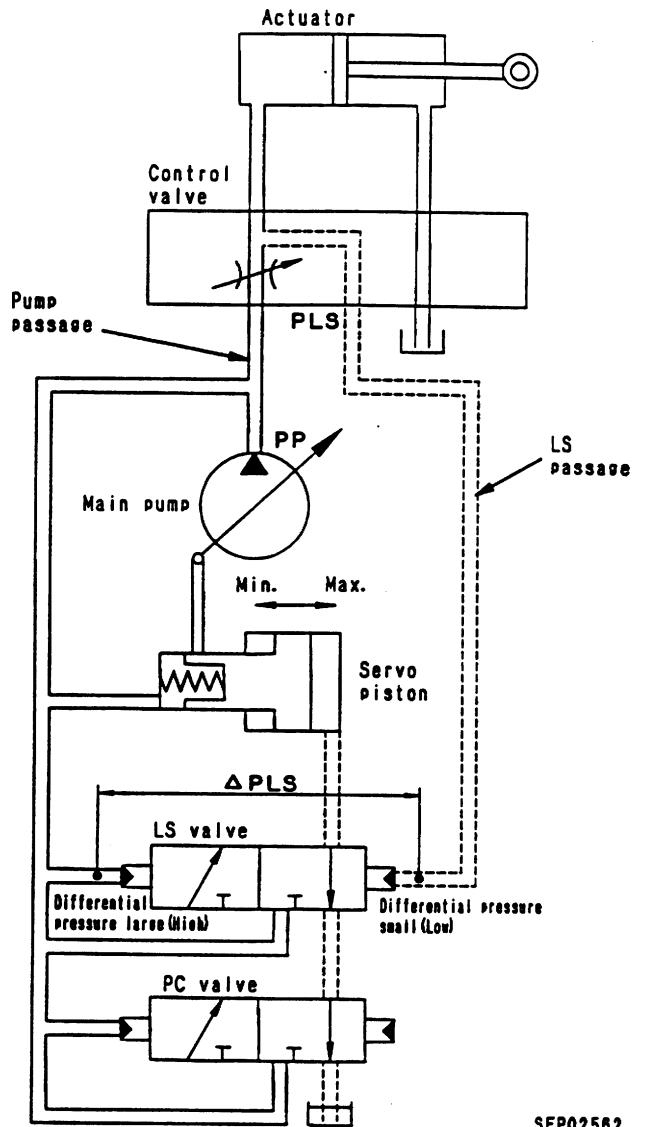 Actuator
Control
valve
Pump
passage
PLS
PP
LS
passage
Main pump
Min.
Max.
Servo
piston
Δ PLS
LS valve
Differential
pressure large(High)
Differential pressure
small(Low)
PC valve
SEP02562